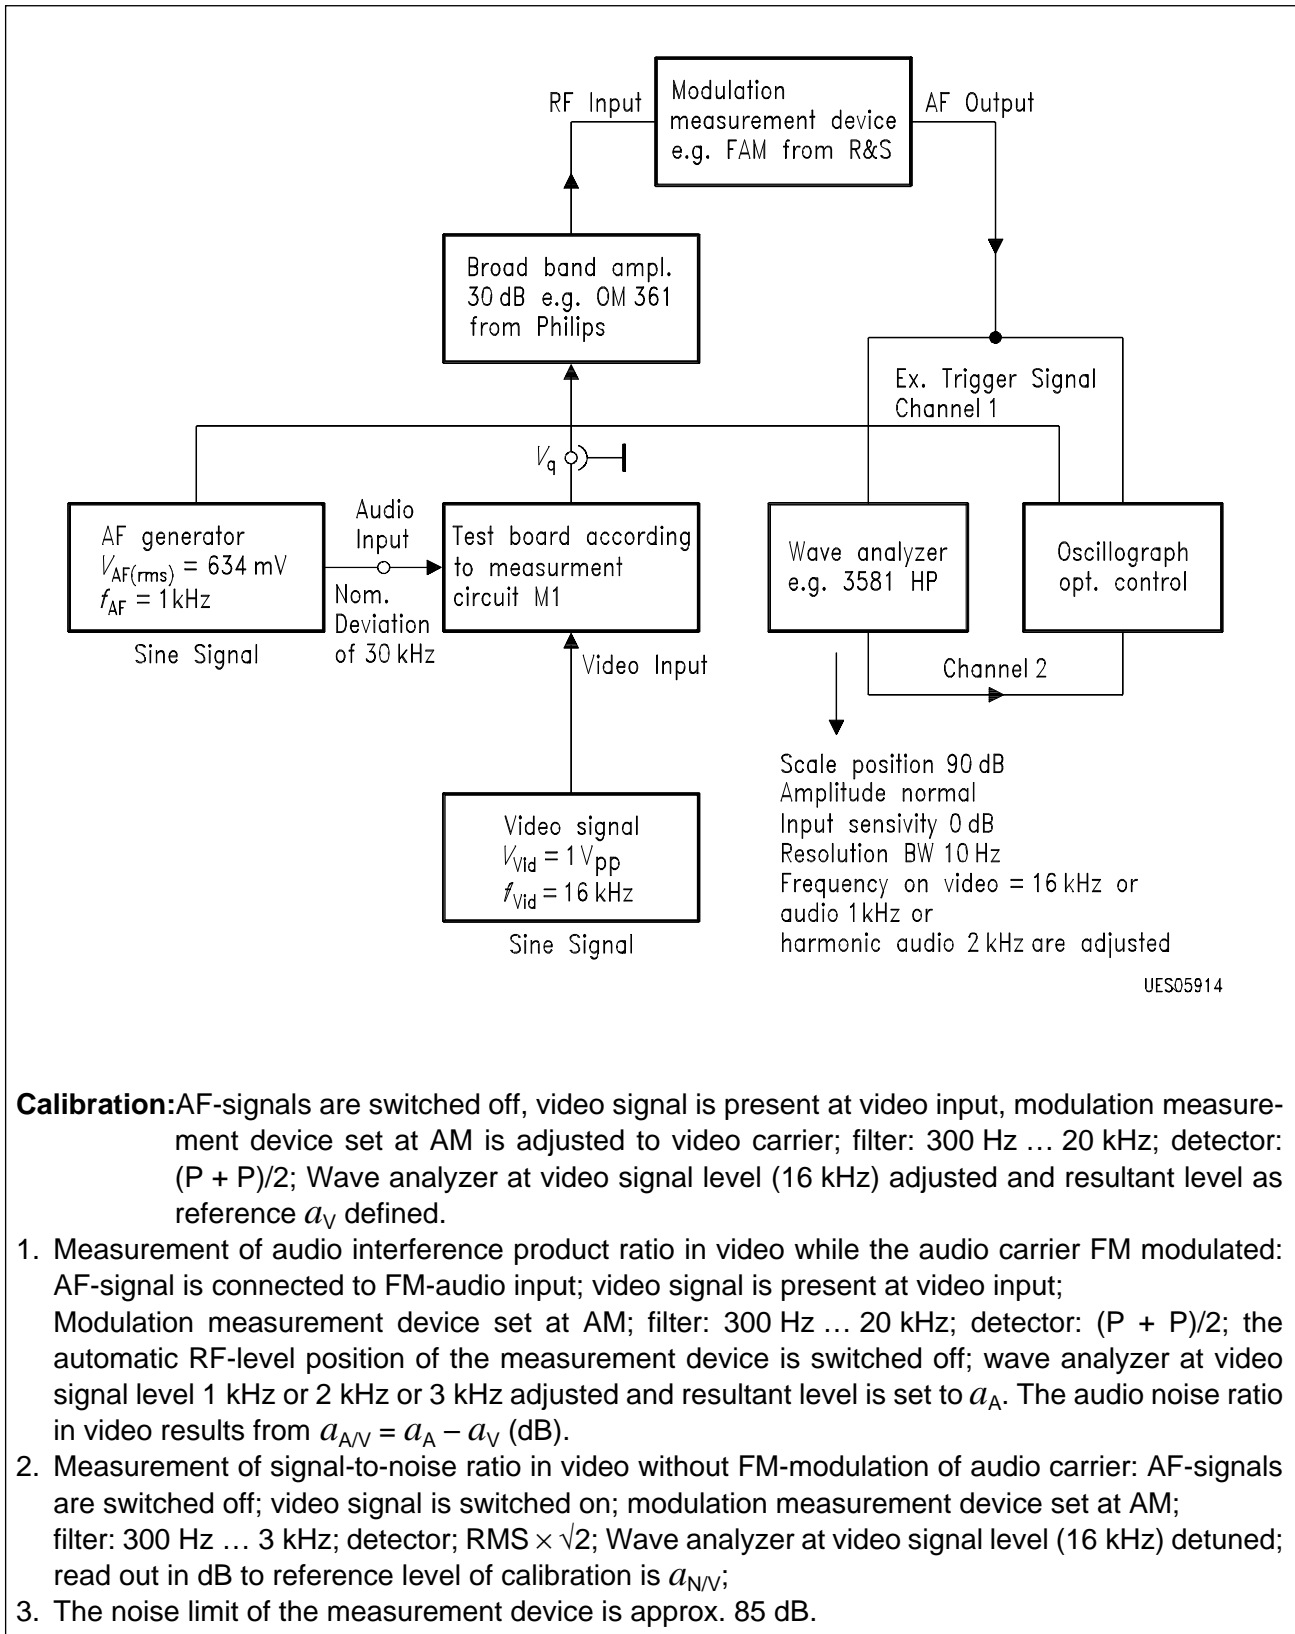 RF Input
Modulation
measurement device
e.g. FAM from R&S
AF Output
Broad band ampl.
30 dB e.g. OM 361
from Philips
Ex. Trigger Signal
Channel 1
Vq
AF generator
VAF(rms) = 634 mV
fAF = 1 kHz
Sine Signal
Audio
Input
Nom.
Deviation
of 30 kHz
Test board according
to measurment
circuit M1
Wave analyzer
e.g. 3581 HP
Oscillograph
opt. control
Video Input
Channel 2
Video signal
VVid = 1 Vpp
fVid = 16 kHz
Sine Signal
Scale position 90 dB
Amplitude normal
Input sensivity 0 dB
Resolution BW 10 Hz
Frequency on video = 16 kHz or
audio 1 kHz or
harmonic audio 2 kHz are adjusted
UES05914
Calibration: AF-signals are switched off, video signal is present at video input, modulation measure-
ment device set at AM is adjusted to video carrier; filter: 300 Hz … 20 kHz; detector:
(P + P)/2; Wave analyzer at video signal level (16 kHz) adjusted and resultant level as
reference aV defined.
1. Measurement of audio interference product ratio in video while the audio carrier FM modulated:
AF-signal is connected to FM-audio input; video signal is present at video input;
Modulation measurement device set at AM; filter: 300 Hz … 20 kHz; detector: (P + P)/2; the
automatic RF-level position of the measurement device is switched off; wave analyzer at video
signal level 1 kHz or 2 kHz or 3 kHz adjusted and resultant level is set to aA. The audio noise ratio
in video results from aA/V = aA – aV (dB).
2. Measurement of signal-to-noise ratio in video without FM-modulation of audio carrier: AF-signals
are switched off; video signal is switched on; modulation measurement device set at AM;
filter: 300 Hz … 3 kHz; detector; RMS × √2; Wave analyzer at video signal level (16 kHz) detuned;
read out in dB to reference level of calibration is aN/V;
3. The noise limit of the measurement device is approx. 85 dB.